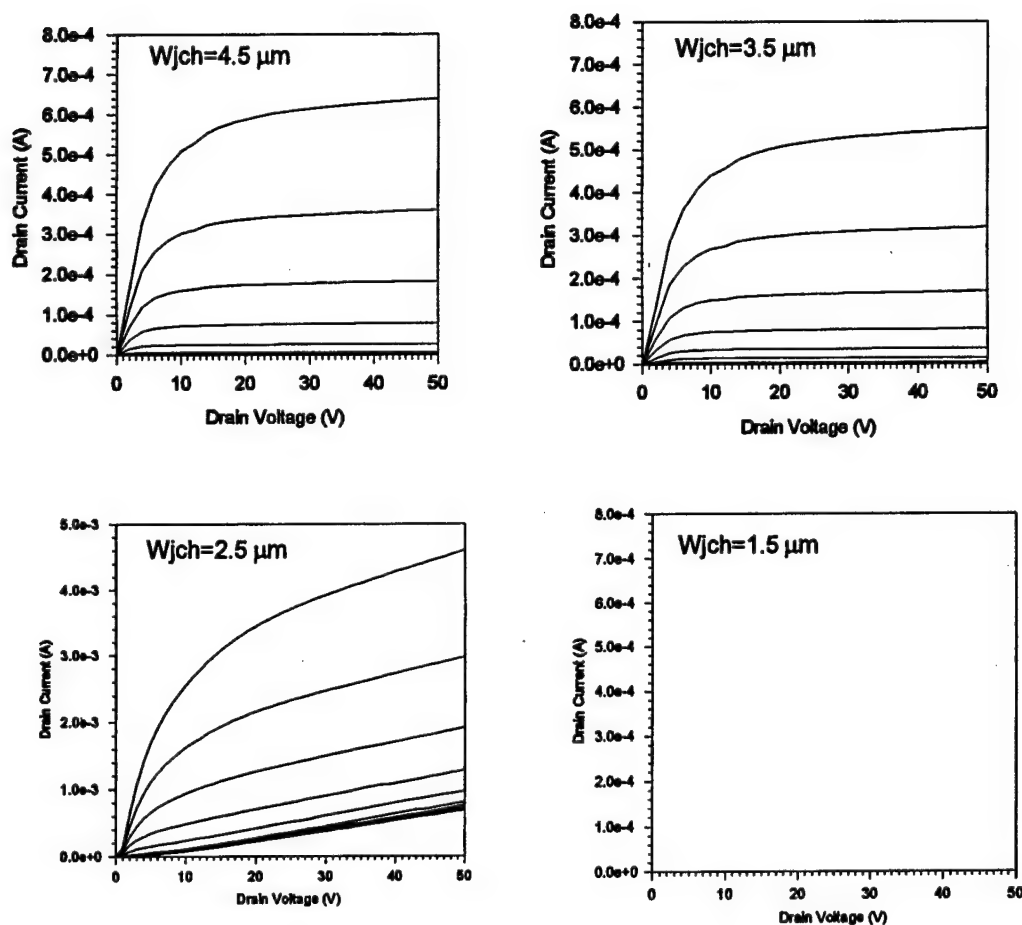 Wjch=4.5 µm
8.0e-4
7.0e-4
6.0e-4
5.0e-4
4.0e-4
3.0e-4
2.0e-4
1.0e-4
0.0e+0
Drain Current (A)
0 10 20 30 40 50
Drain Voltage (V)
Wjch=3.5 µm
8.0e-4
7.0e-4
6.0e-4
5.0e-4
4.0e-4
3.0e-4
2.0e-4
1.0e-4
0.0e+0
Drain Current (A)
0 10 20 30 40 50
Drain Voltage (V)
Wjch=2.5 µm
5.0e-3
4.0e-3
3.0e-3
2.0e-3
1.0e-3
0.0e+0
Drain Current (A)
0 10 20 30 40 50
Drain Voltage (V)
Wjch=1.5 µm
8.0e-4
7.0e-4
6.0e-4
5.0e-4
4.0e-4
3.0e-4
2.0e-4
1.0e-4
0.0e+0
Drain Current (A)
0 10 20 30 40 50
Drain Voltage (V)